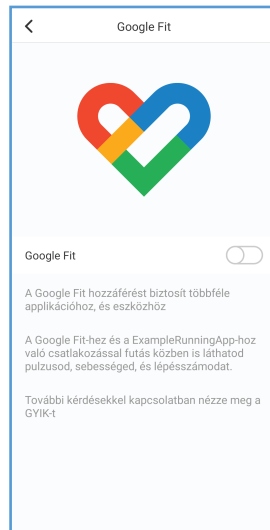 Google Fit
Google Fit
A Google Fit hozzáférést biztosít többféle
applikációhoz, és eszközhöz
A Google Fit-hez és a ExampleRunningApp-hoz
való csatlakozással futás közben is láthatod
pulzusod, sebességed, és lépésszámodat.
További kérdésekkel kapcsolatban nézze meg a
GYIK-t